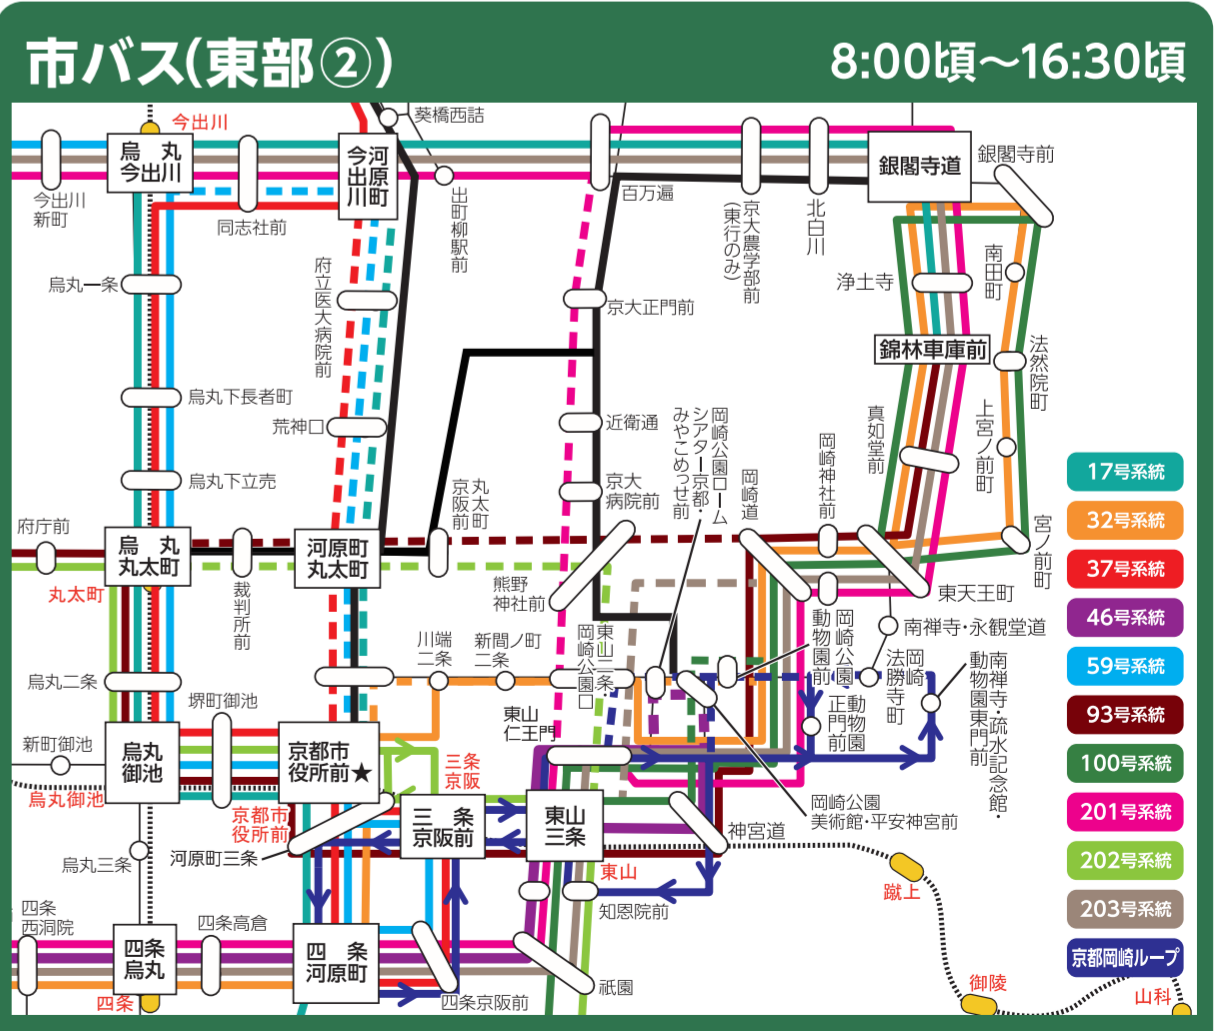 市バス(東部②)
8:00頃～16:30頃
今出川
葵橋西詰
烏丸
今出川
河原町
今出川
銀閣寺道
銀閣寺前
今出川
新町
同志社前
出町柳駅前
百万遍
京大農学部前
(東行のみ)
北白川
烏丸一条
府立医大病院前
京大正門前
浄土寺
南田町
錦林車庫前
法然院町
烏丸下長者町
荒神口
近衛通
岡崎公園ローム
シアター京都・
みやこめっせ前
真如堂前
上宮ノ前町
岡崎神社前
岡崎道
烏丸下立売
丸太町
京阪前
京大
病院前
17号系統
32号系統
37号系統
46号系統
59号系統
93号系統
100号系統
201号系統
202号系統
203号系統
京都岡崎ループ
府庁前
烏丸
丸太町
河原町
丸太町
宮ノ前町
丸太町
裁判所前
熊野
神社前
東天王町
岡崎公園
動物園前
南禅寺・永観堂道
川端
二条
新間ノ町
二条
東山二条・
岡崎公園口
岡崎
法勝寺町
南禅寺・疏水記念館・
動物園東門前
烏丸二条
堺町御池
動物園
正門前
東山
仁王門
新町御池
烏丸
御池
京都市
役所前★
三条
京阪
烏丸御池
京都市
役所前
三条
京阪前
東山
三条
岡崎公園
美術館・平安神宮前
神宮道
河原町三条
烏丸三条
東山
蹴上
知恩院前
四条
西洞院
四条高倉
四条
烏丸
四条
河原町
四条
四条京阪前
祇園
御陵
山科